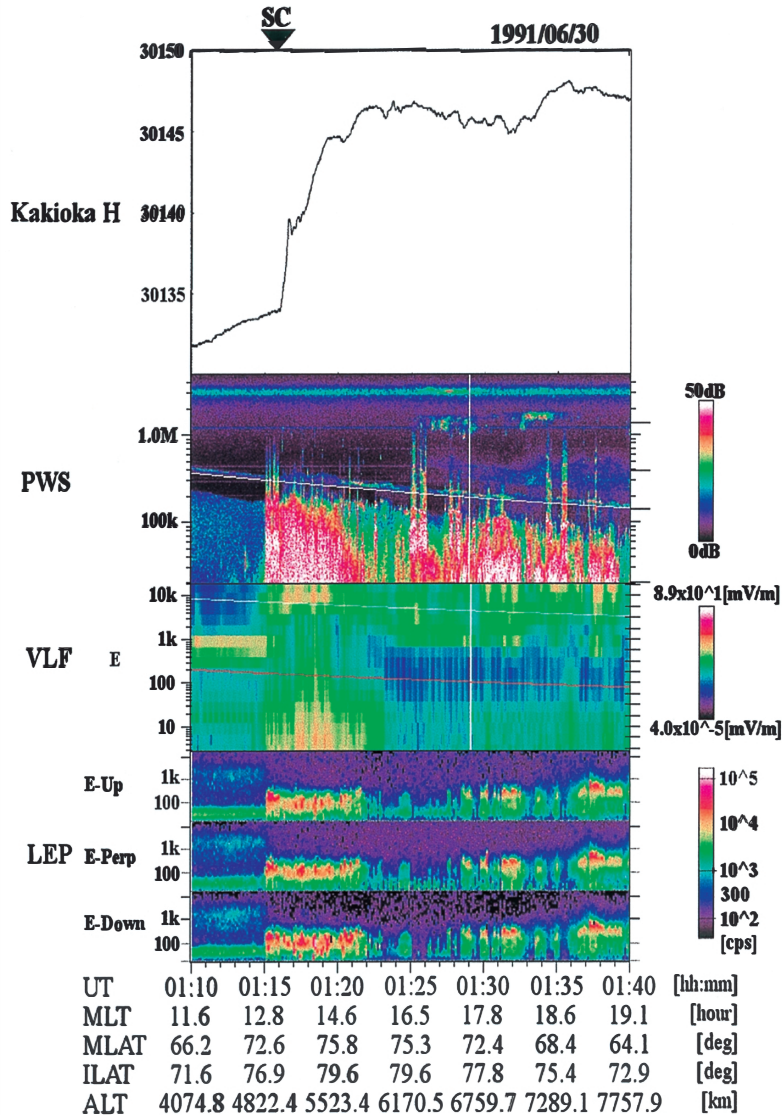 SC
1991/06/30
30150
30145
Kakioka H
30140
30135
50dB
1.0M
PWS
100k
0dB
10k
8.9x10^1[mV/m]
1k
VLF E
100
10
4.0x10^-5[mV/m]
E-Up
1k
100
10^5
10^4
LEP
E-Perp
1k
100
10^3
300
E-Down
1k
100
10^2
[cps]
UT 01:10 01:15 01:20 01:25 01:30 01:35 01:40 [hh:mm]
MLT 11.6 12.8 14.6 16.5 17.8 18.6 19.1 [hour]
MLAT 66.2 72.6 75.8 75.3 72.4 68.4 64.1 [deg]
ILAT 71.6 76.9 79.6 79.6 77.8 75.4 72.9 [deg]
ALT 4074.8 4822.4 5523.4 6170.5 6759.7 7289.1 7757.9 [km]